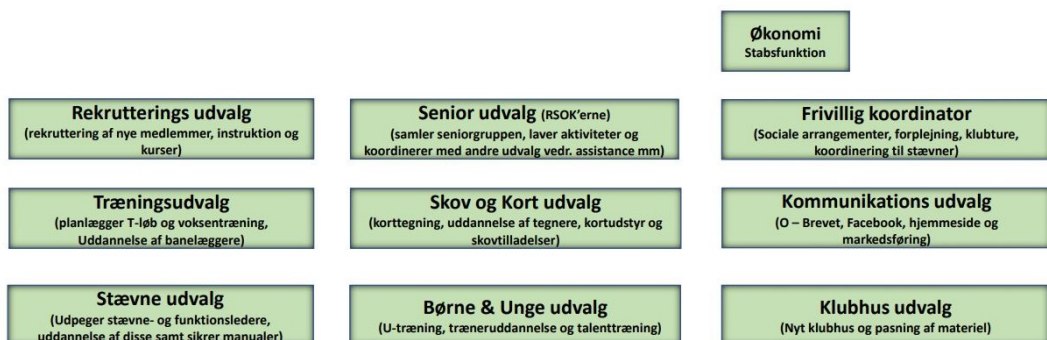 Økonomi
Stabsfunktion
Rekrutterings udvalg
(rekruttering af nye medlemmer, instruktion og
kurser)
Senior udvalg (RSOK'erne)
(samler seniorgruppen, laver aktiviteter og
koordinerer med andre udvalg vedr. assistance mm)
Frivillig koordinator
(Sociale arrangementer, forplejning, klubture,
koordinering til stævner)
Træningsudvalg
(planlægger T-løb og voksentræning,
Uddannelse af banelæggere)
Skov og Kort udvalg
(korttegning, uddannelse af tegnere, kortudstyr og
skovtilladelser)
Kommunikations udvalg
(O – Brevet, Facebook, hjemmeside og
markedsføring)
Stævne udvalg
(Udpeger stævne- og funktionsledere,
uddannelse af disse samt sikrer manualer)
Børne & Unge udvalg
(U-træning, træneruddannelse og talenttræning)
Klubhus udvalg
(Nyt klubhus og pasning af materiel)